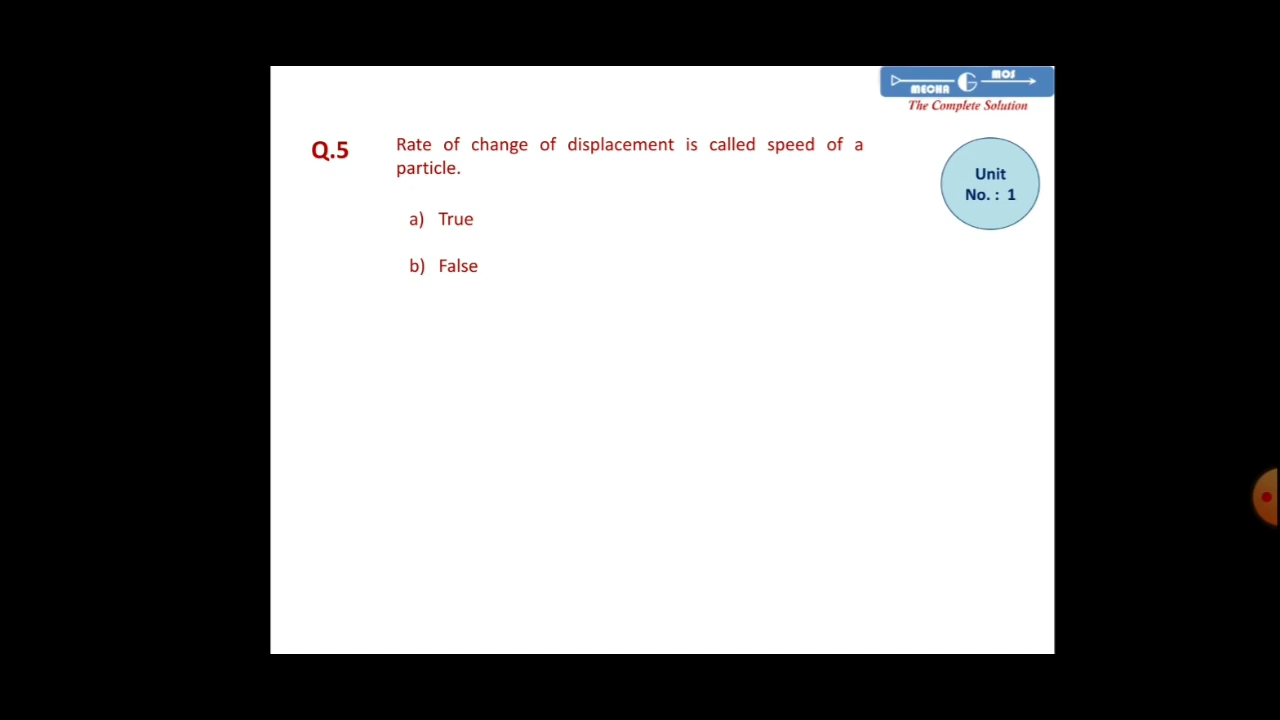 MECHA G MOS
The Complete Solution
Q.5 Rate of change of displacement is called speed of a
particle.
Unit
No. : 1
a) True
b) False